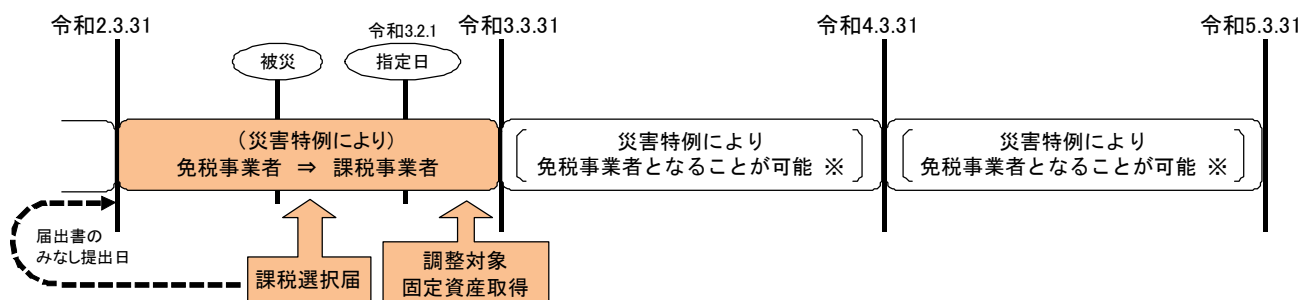 令和2.3.31
令和3.2.1
令和3.3.31
令和4.3.31
令和5.3.31
被災
指定日
(災害特例により)
免税事業者 ⇒ 課税事業者
災害特例により
免税事業者となることが可能 ※
災害特例により
免税事業者となることが可能 ※
届出書の
みなし提出日
課税選択届
調整対象
固定資産取得